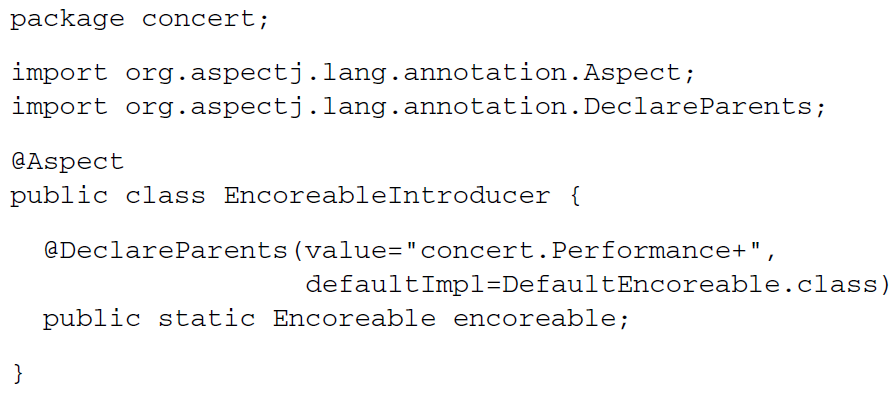 package concert;
import org.aspectj.lang.annotation.Aspect;
import org.aspectj.lang.annotation.DeclareParents;
@Aspect
public class EncoreableIntroducer {
@DeclareParents(value="concert.Performance+",
defaultImpl=DefaultEncoreable.class)
public static Encoreable encoreable;
}